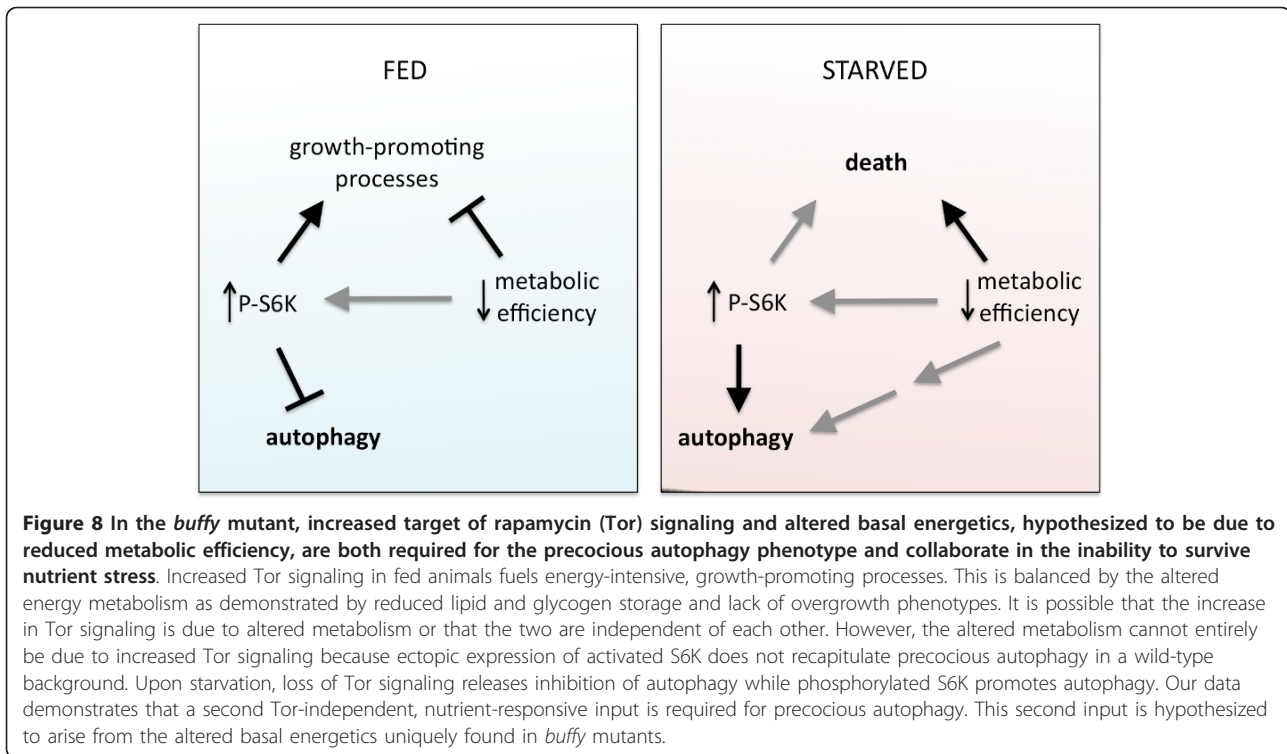 FED
growth-promoting
processes
↑P-S6K
↓ metabolic
efficiency
autophagy
STARVED
death
↑ P-S6K
↓ metabolic
efficiency
autophagy
Figure 8 In the buffy mutant, increased target of rapamycin (Tor) signaling and altered basal energetics, hypothesized to be due to
reduced metabolic efficiency, are both required for the precocious autophagy phenotype and collaborate in the inability to survive
nutrient stress. Increased Tor signaling in fed animals fuels energy-intensive, growth-promoting processes. This is balanced by the altered
energy metabolism as demonstrated by reduced lipid and glycogen storage and lack of overgrowth phenotypes. It is possible that the increase
in Tor signaling is due to altered metabolism or that the two are independent of each other. However, the altered metabolism cannot entirely
be due to increased Tor signaling because ectopic expression of activated S6K does not recapitulate precocious autophagy in a wild-type
background. Upon starvation, loss of Tor signaling releases inhibition of autophagy while phosphorylated S6K promotes autophagy. Our data
demonstrates that a second Tor-independent, nutrient-responsive input is required for precocious autophagy. This second input is hypothesized
to arise from the altered basal energetics uniquely found in buffy mutants.